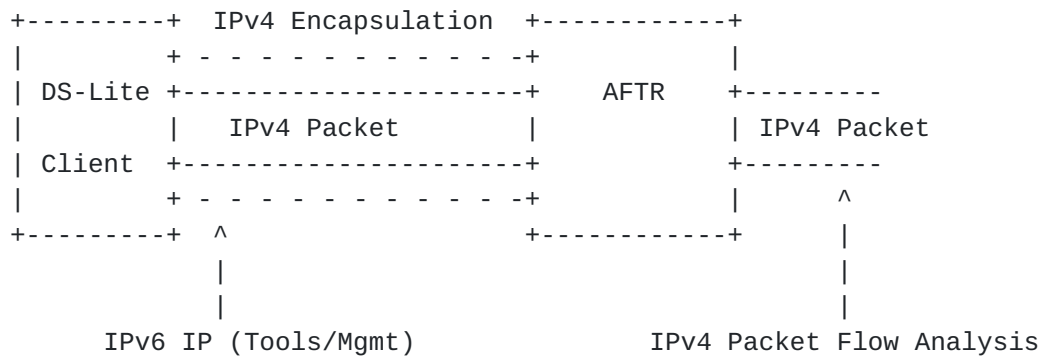 IPv4 Encapsulation
DS-Lite AFTR
IPv4 Packet IPv4 Packet
Client
IPv6 IP (Tools/Mgmt) IPv4 Packet Flow Analysis